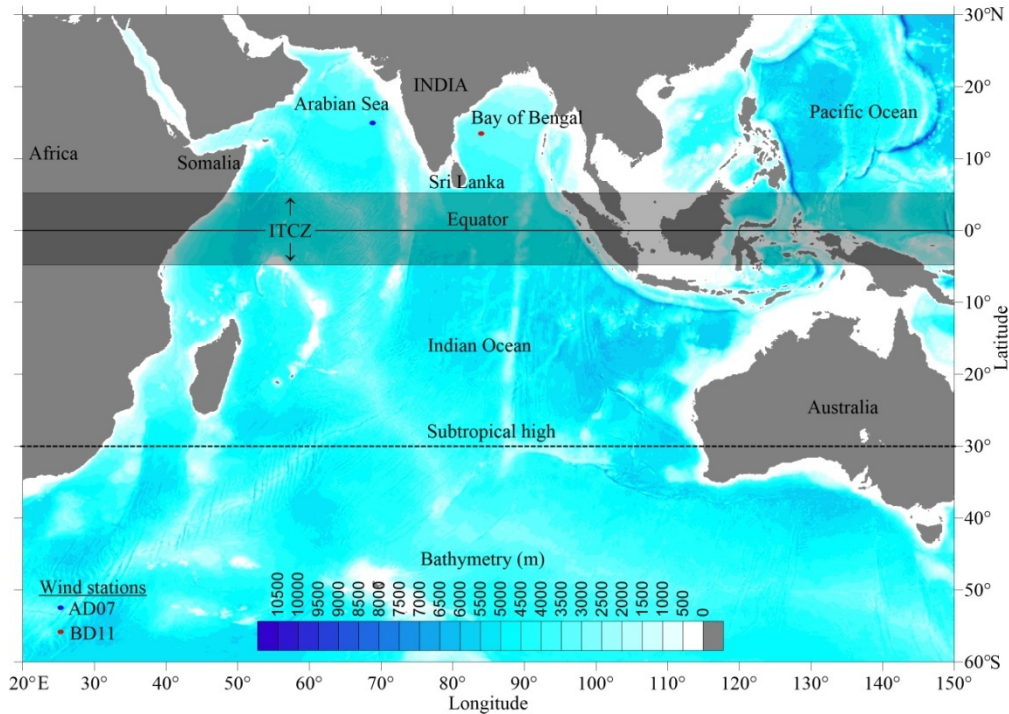 30°N
INDIA
20°
Arabian Sea
Pacific Ocean
Bay of Bengal
Africa
10°
Somalia
Sri Lanka
Equator
ITCZ
0°
10°
Indian Ocean
Latitude
20°
Australia
Subtropical high
30°
40°
Bathymetry (m)
Wind stations
AD07
BD11
10500 10000 9500 9000 8500 8000 7500 7000 6500 6000 5500 5000 4500 4000 3500 3000 2500 2000 1500 1000 500 0
50°
60°S
20°E 30° 40° 50° 60° 70° 80° 90° 100° 110° 120° 130° 140° 150°
Longitude